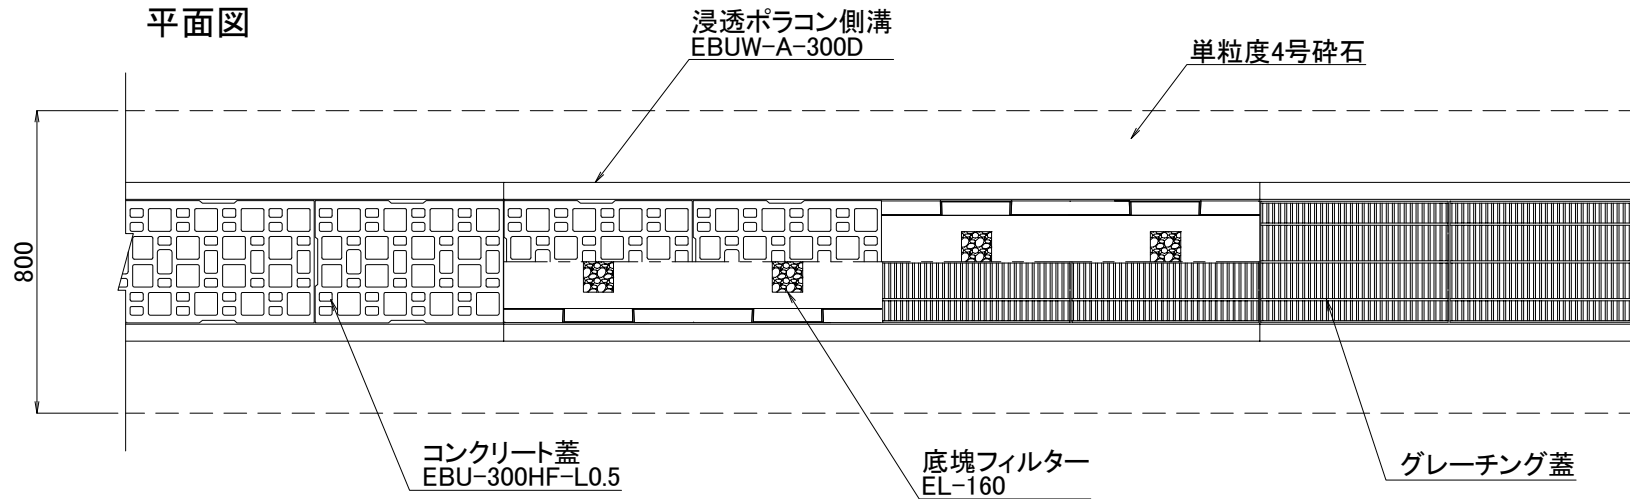 平面図
浸透ポラコン側溝
EBUW-A-300D
単粒度4号砕石
800
コンクリート蓋
EBU-300HF-L0.5
底塊フィルター
EL-160
グレーチング蓋